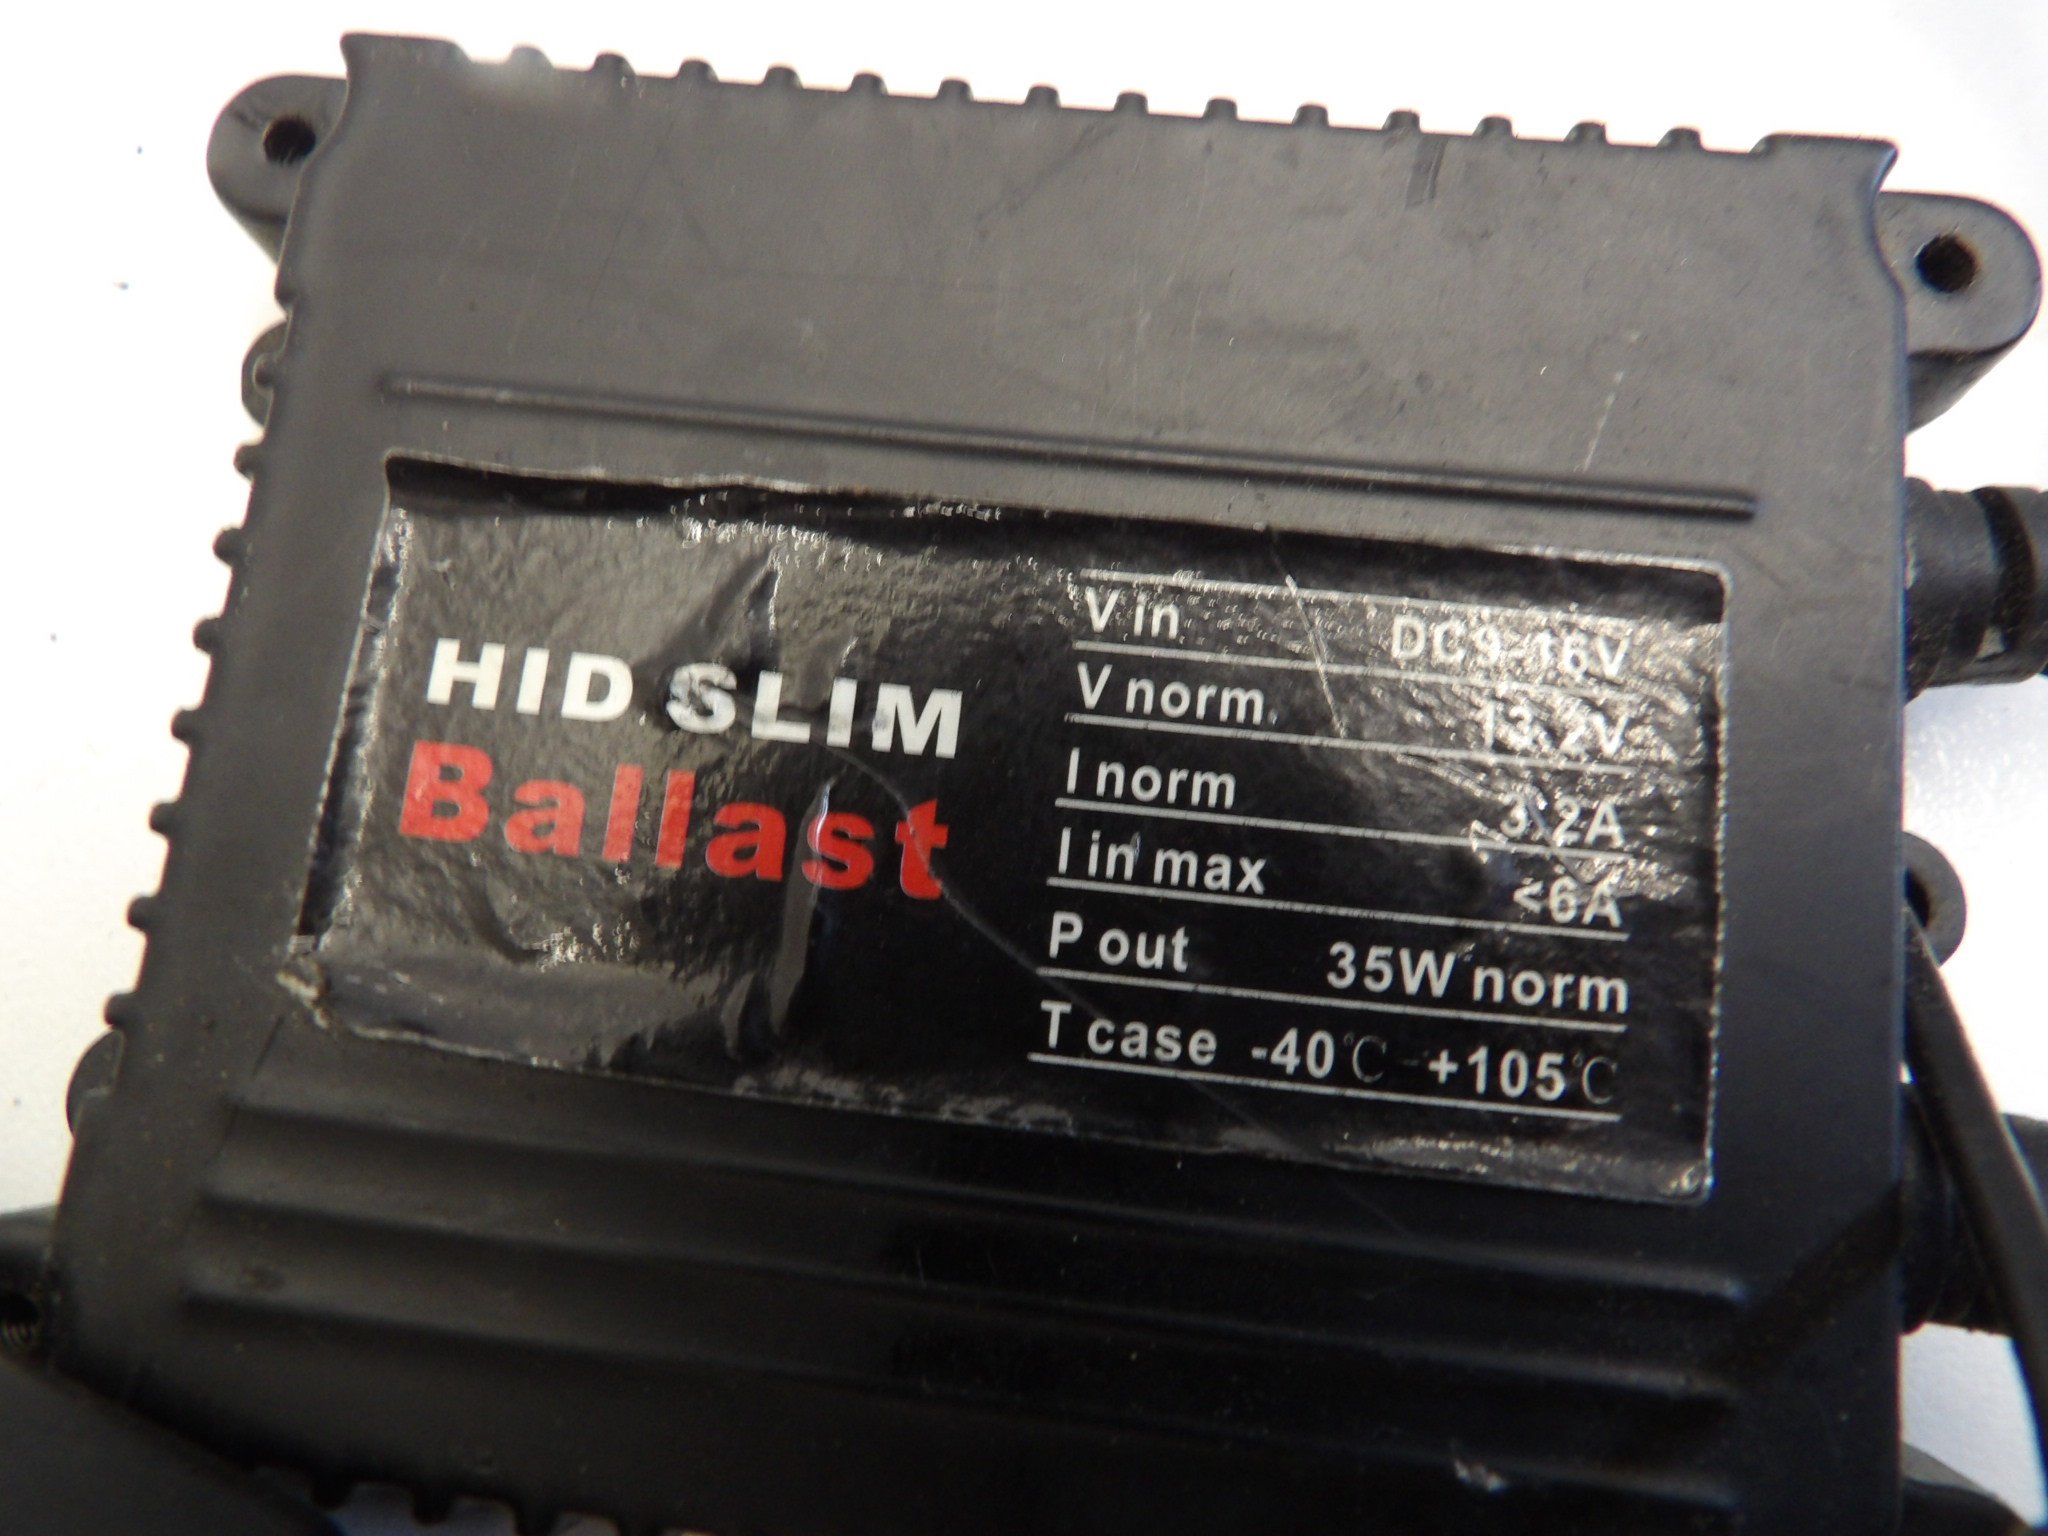 HID SLIM
Ballast
V in DC9-16V
V norm. 13.2V
I norm 3.2A
I in max <6A
P out 35W norm
T case -40℃-+105℃